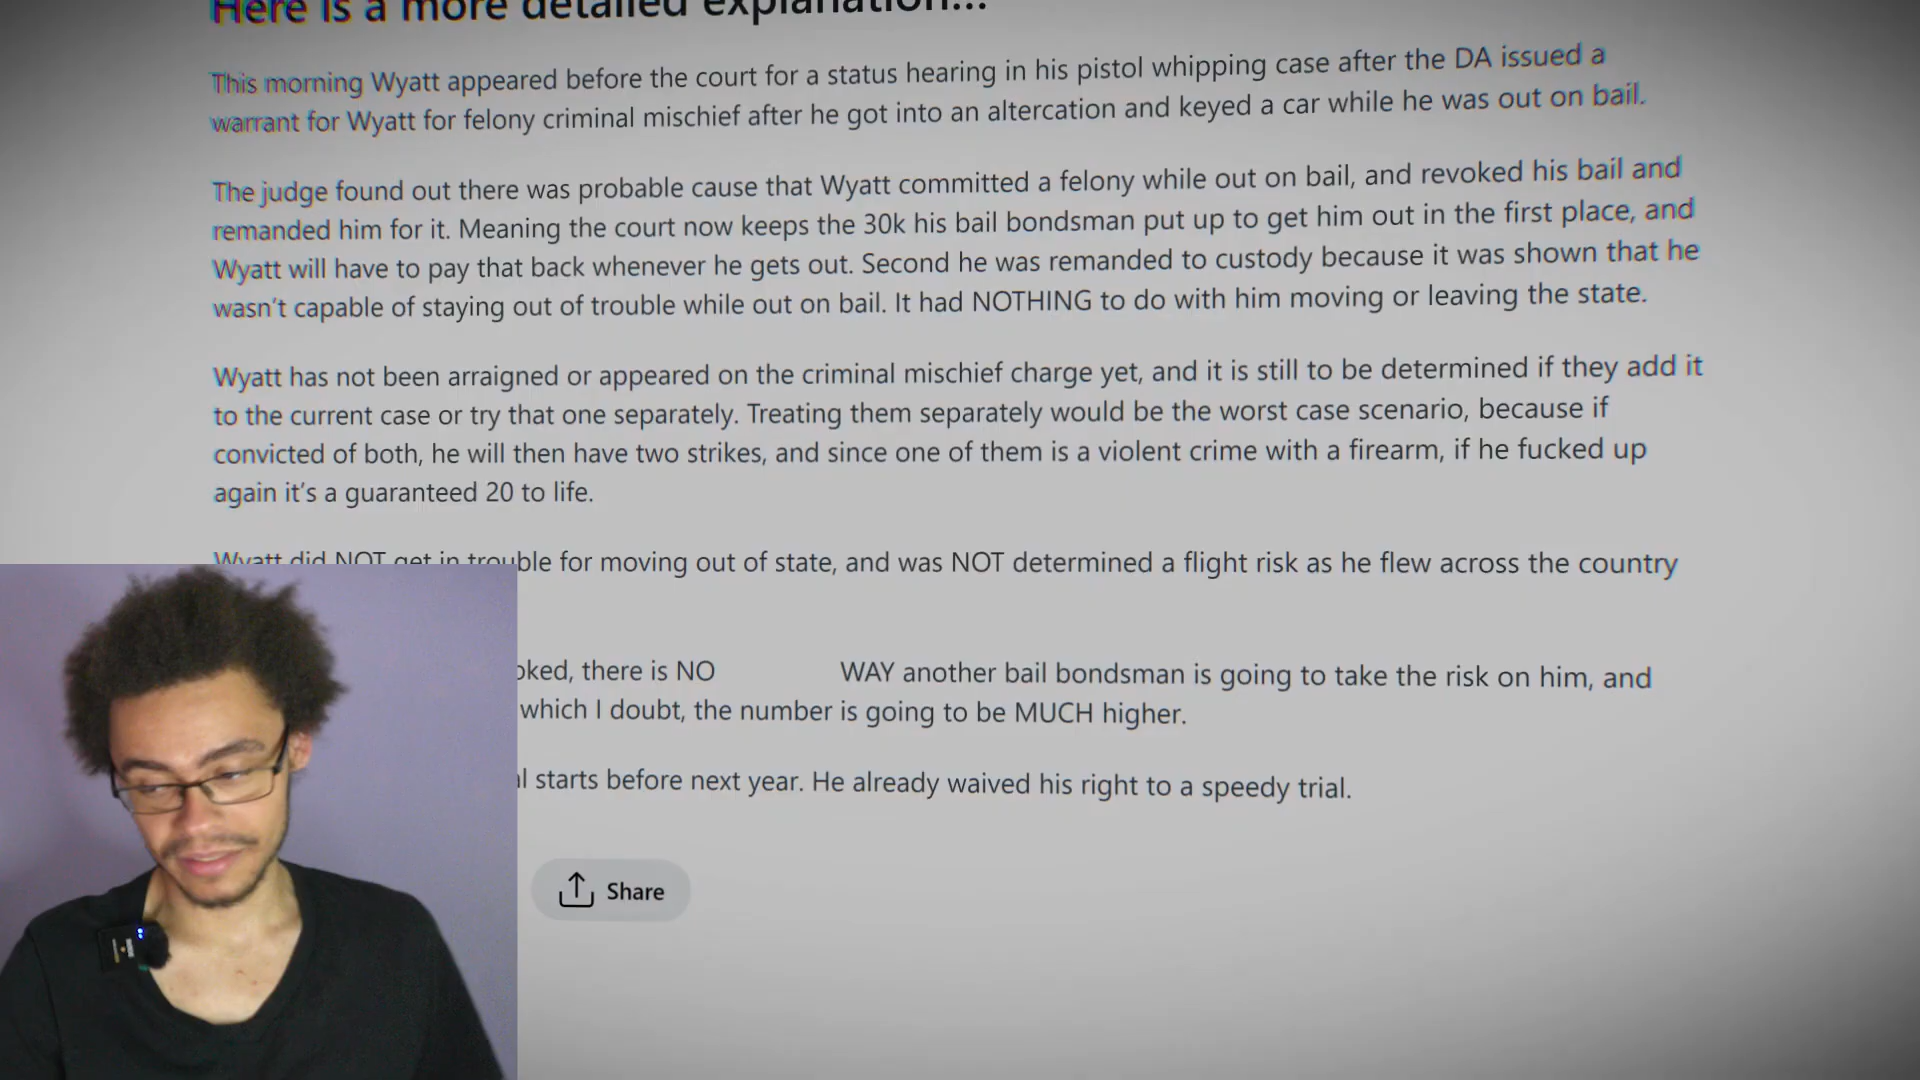 Here is a more detailed explanation...
This morning Wyatt appeared before the court for a status hearing in his pistol whipping case after the DA issued a
warrant for Wyatt for felony criminal mischief after he got into an altercation and keyed a car while he was out on bail.
The judge found out there was probable cause that Wyatt committed a felony while out on bail, and revoked his bail and
remanded him for it. Meaning the court now keeps the 30k his bail bondsman put up to get him out in the first place, and
Wyatt will have to pay that back whenever he gets out. Second he was remanded to custody because it was shown that he
wasn't capable of staying out of trouble while out on bail. It had NOTHING to do with him moving or leaving the state.
Wyatt has not been arraigned or appeared on the criminal mischief charge yet, and it is still to be determined if they add it
to the current case or try that one separately. Treating them separately would be the worst case scenario, because if
convicted of both, he will then have two strikes, and since one of them is a violent crime with a firearm, if he fucked up
again it's a guaranteed 20 to life.
Wyatt did NOT get in trouble for moving out of state, and was NOT determined a flight risk as he flew across the country
oked, there is NO WAY another bail bondsman is going to take the risk on him, and
which I doubt, the number is going to be MUCH higher.
l starts before next year. He already waived his right to a speedy trial.
Share